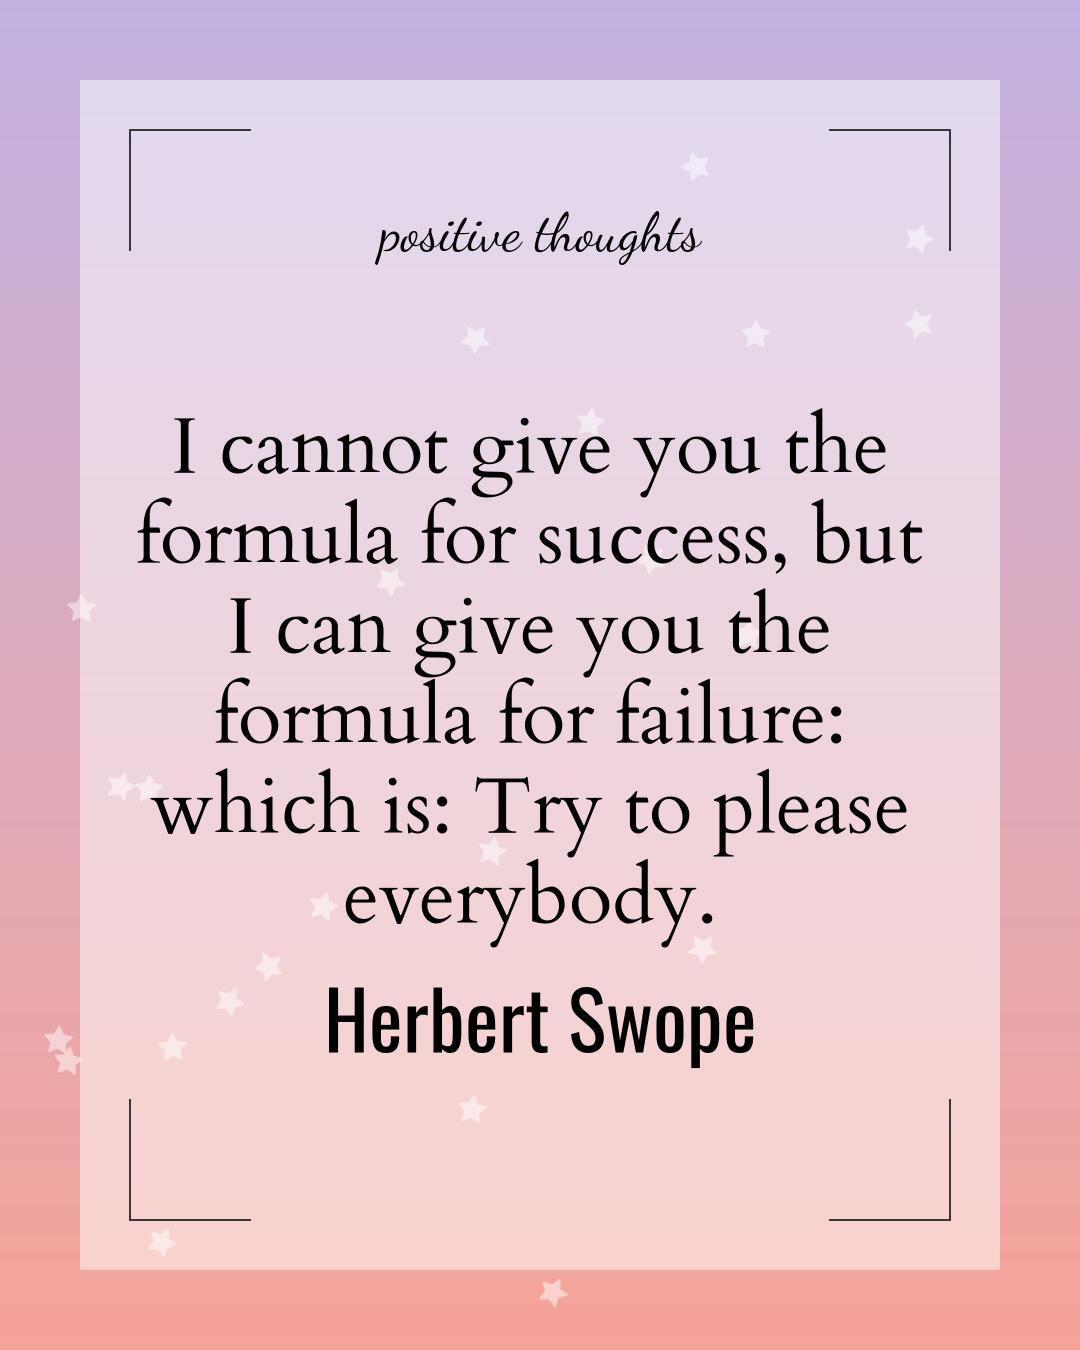 positive thoughts
I cannot give you the
formula for success, but
I can give you the
formula for failure:
which is: Try to please
everybody.
Herbert Swope